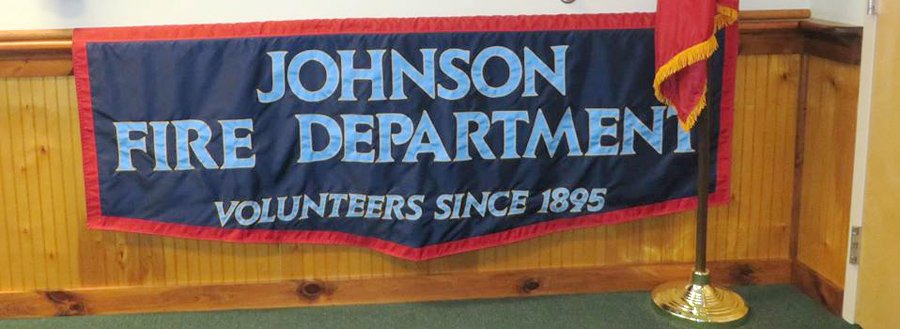 JOHNSON
FIRE DEPARTMENT
VOLUNTEERS SINCE 1895